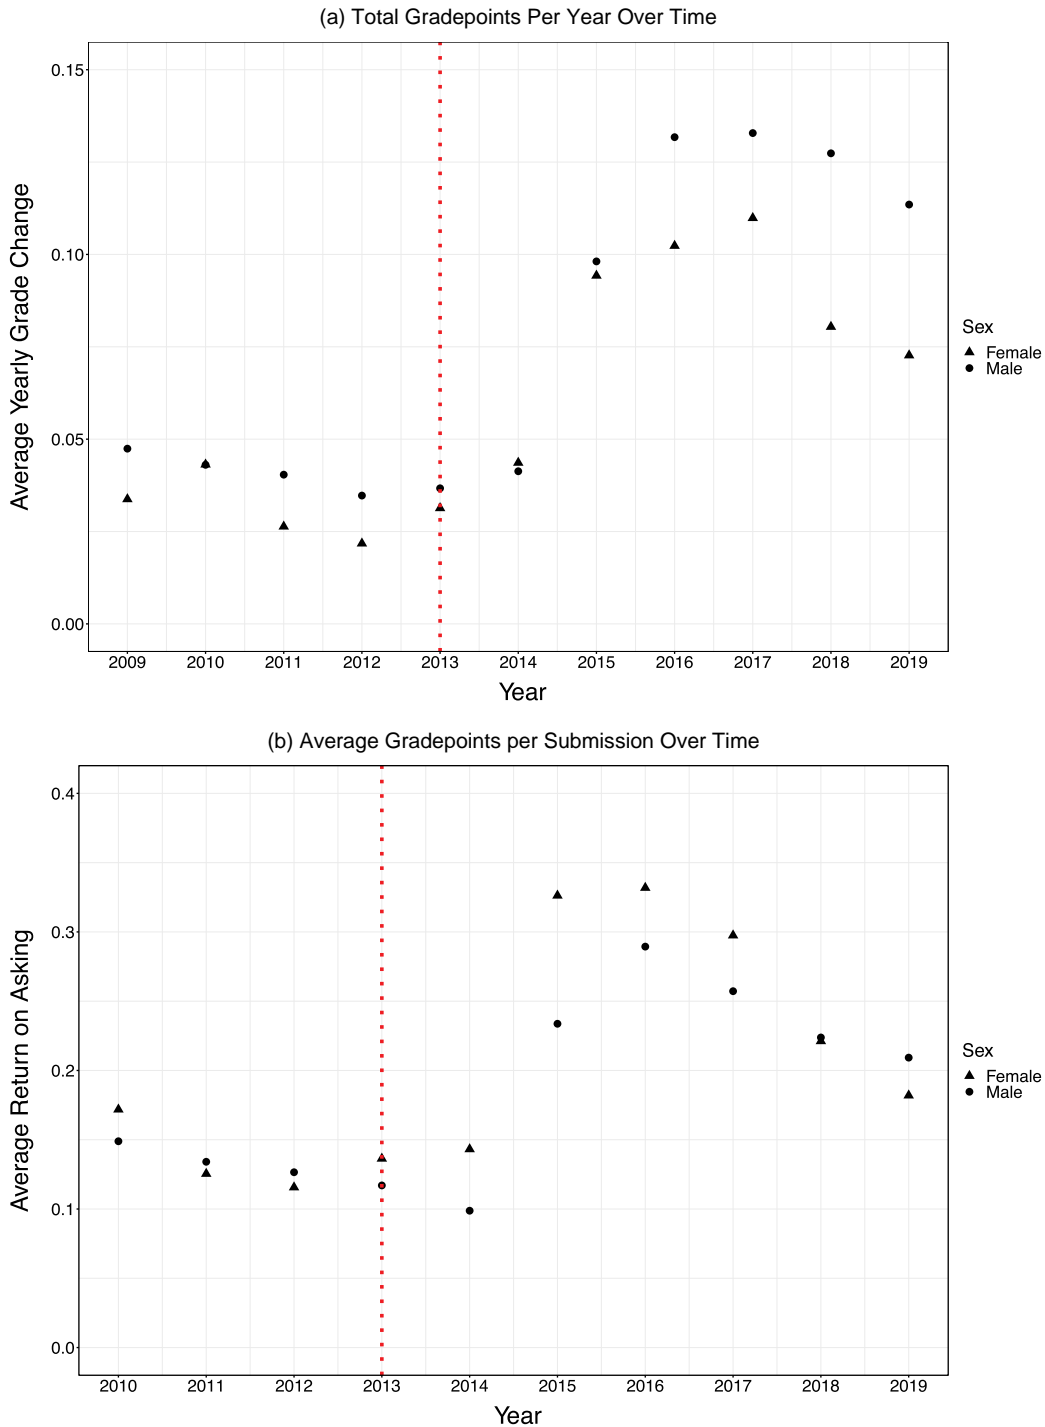 (a) Total Gradepoints Per Year Over Time
Average Yearly Grade Change
0.15
0.10
0.05
0.00
2009 2010 2011 2012 2013 2014 2015 2016 2017 2018 2019
Year
Sex
Female
Male
(b) Average Gradepoints per Submission Over Time
Average Return on Asking
0.4
0.3
0.2
0.1
0.0
2010 2011 2012 2013 2014 2015 2016 2017 2018 2019
Year
Sex
Female
Male